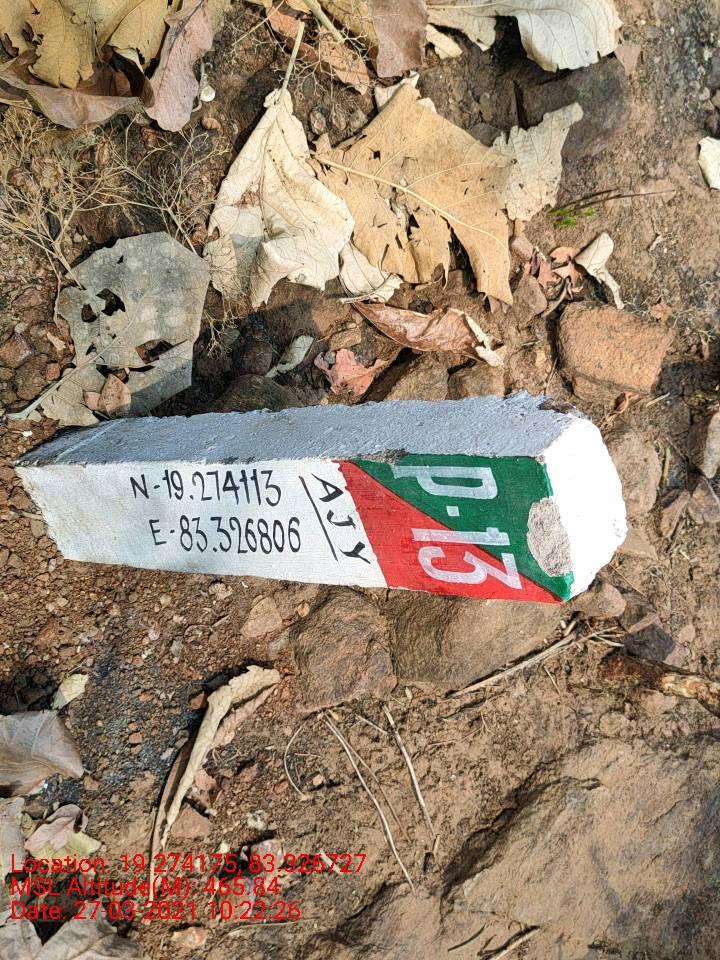 N-19.274113
E-83.326806
AJY
P-13
Location: 19.274175, 83.326727
MSL Altitude(M): 465.84
Date: 27-03-2021 10:22:26